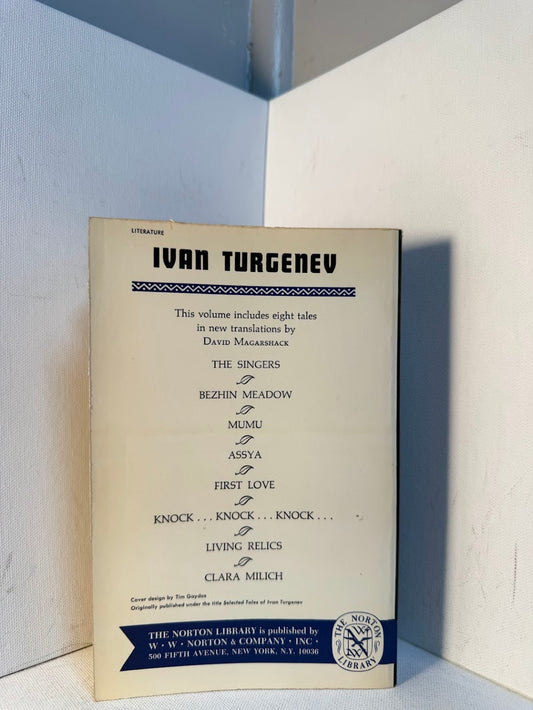 LITERATURE
IVAN TURGENEV
This volume includes eight tales
in new translations by
DAVID MAGARSHACK
THE SINGERS
BEZHIN MEADOW
MUMU
ASSYA
FIRST LOVE
KNOCK . . . KNOCK . . . KNOCK . . .
LIVING RELICS
CLARA MILICH
Cover design by Tim Gaydos
Originally published under the title Selected Tales of Ivan Turgenev
THE NORTON LIBRARY is published by
W • W • NORTON & COMPANY • INC •
500 FIFTH AVENUE, NEW YORK, N.Y. 10036
THE NORTON
LIBRARY